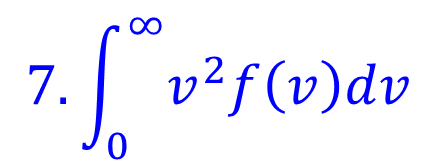 7. ∫₀^∞ v²f(v)dv